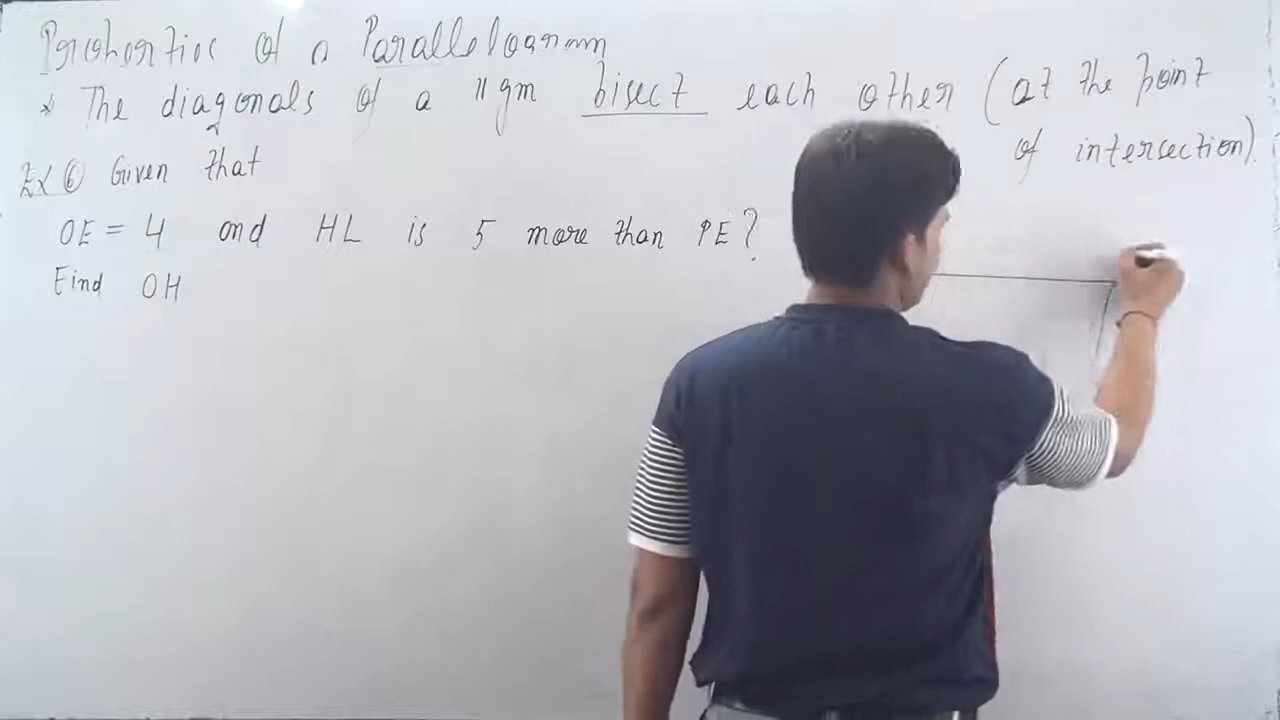 Properties of a Parallelogram
* The diagonals of a ||gm bisect each other (at the point
of intersection).
Ex ⑥ Given that
OE = 4 and HL is 5 more than PE?
Find OH